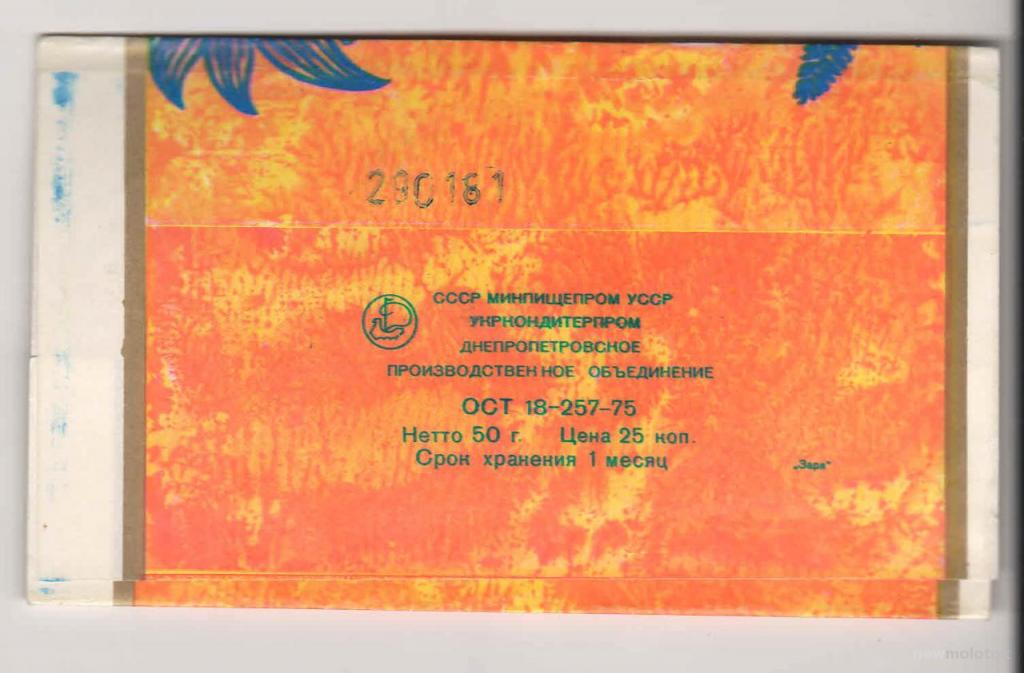 290181
СССР МИНПИЩЕПРОМ УССР
УКРКОНДИТЕРПРОМ
ДНЕПРОПЕТРОВСКОЕ
ПРОИЗВОДСТВЕННОЕ ОБЪЕДИНЕНИЕ
ОСТ 18-257-75
Нетто 50 г. Цена 25 коп.
Срок хранения 1 месяц
„Заря"